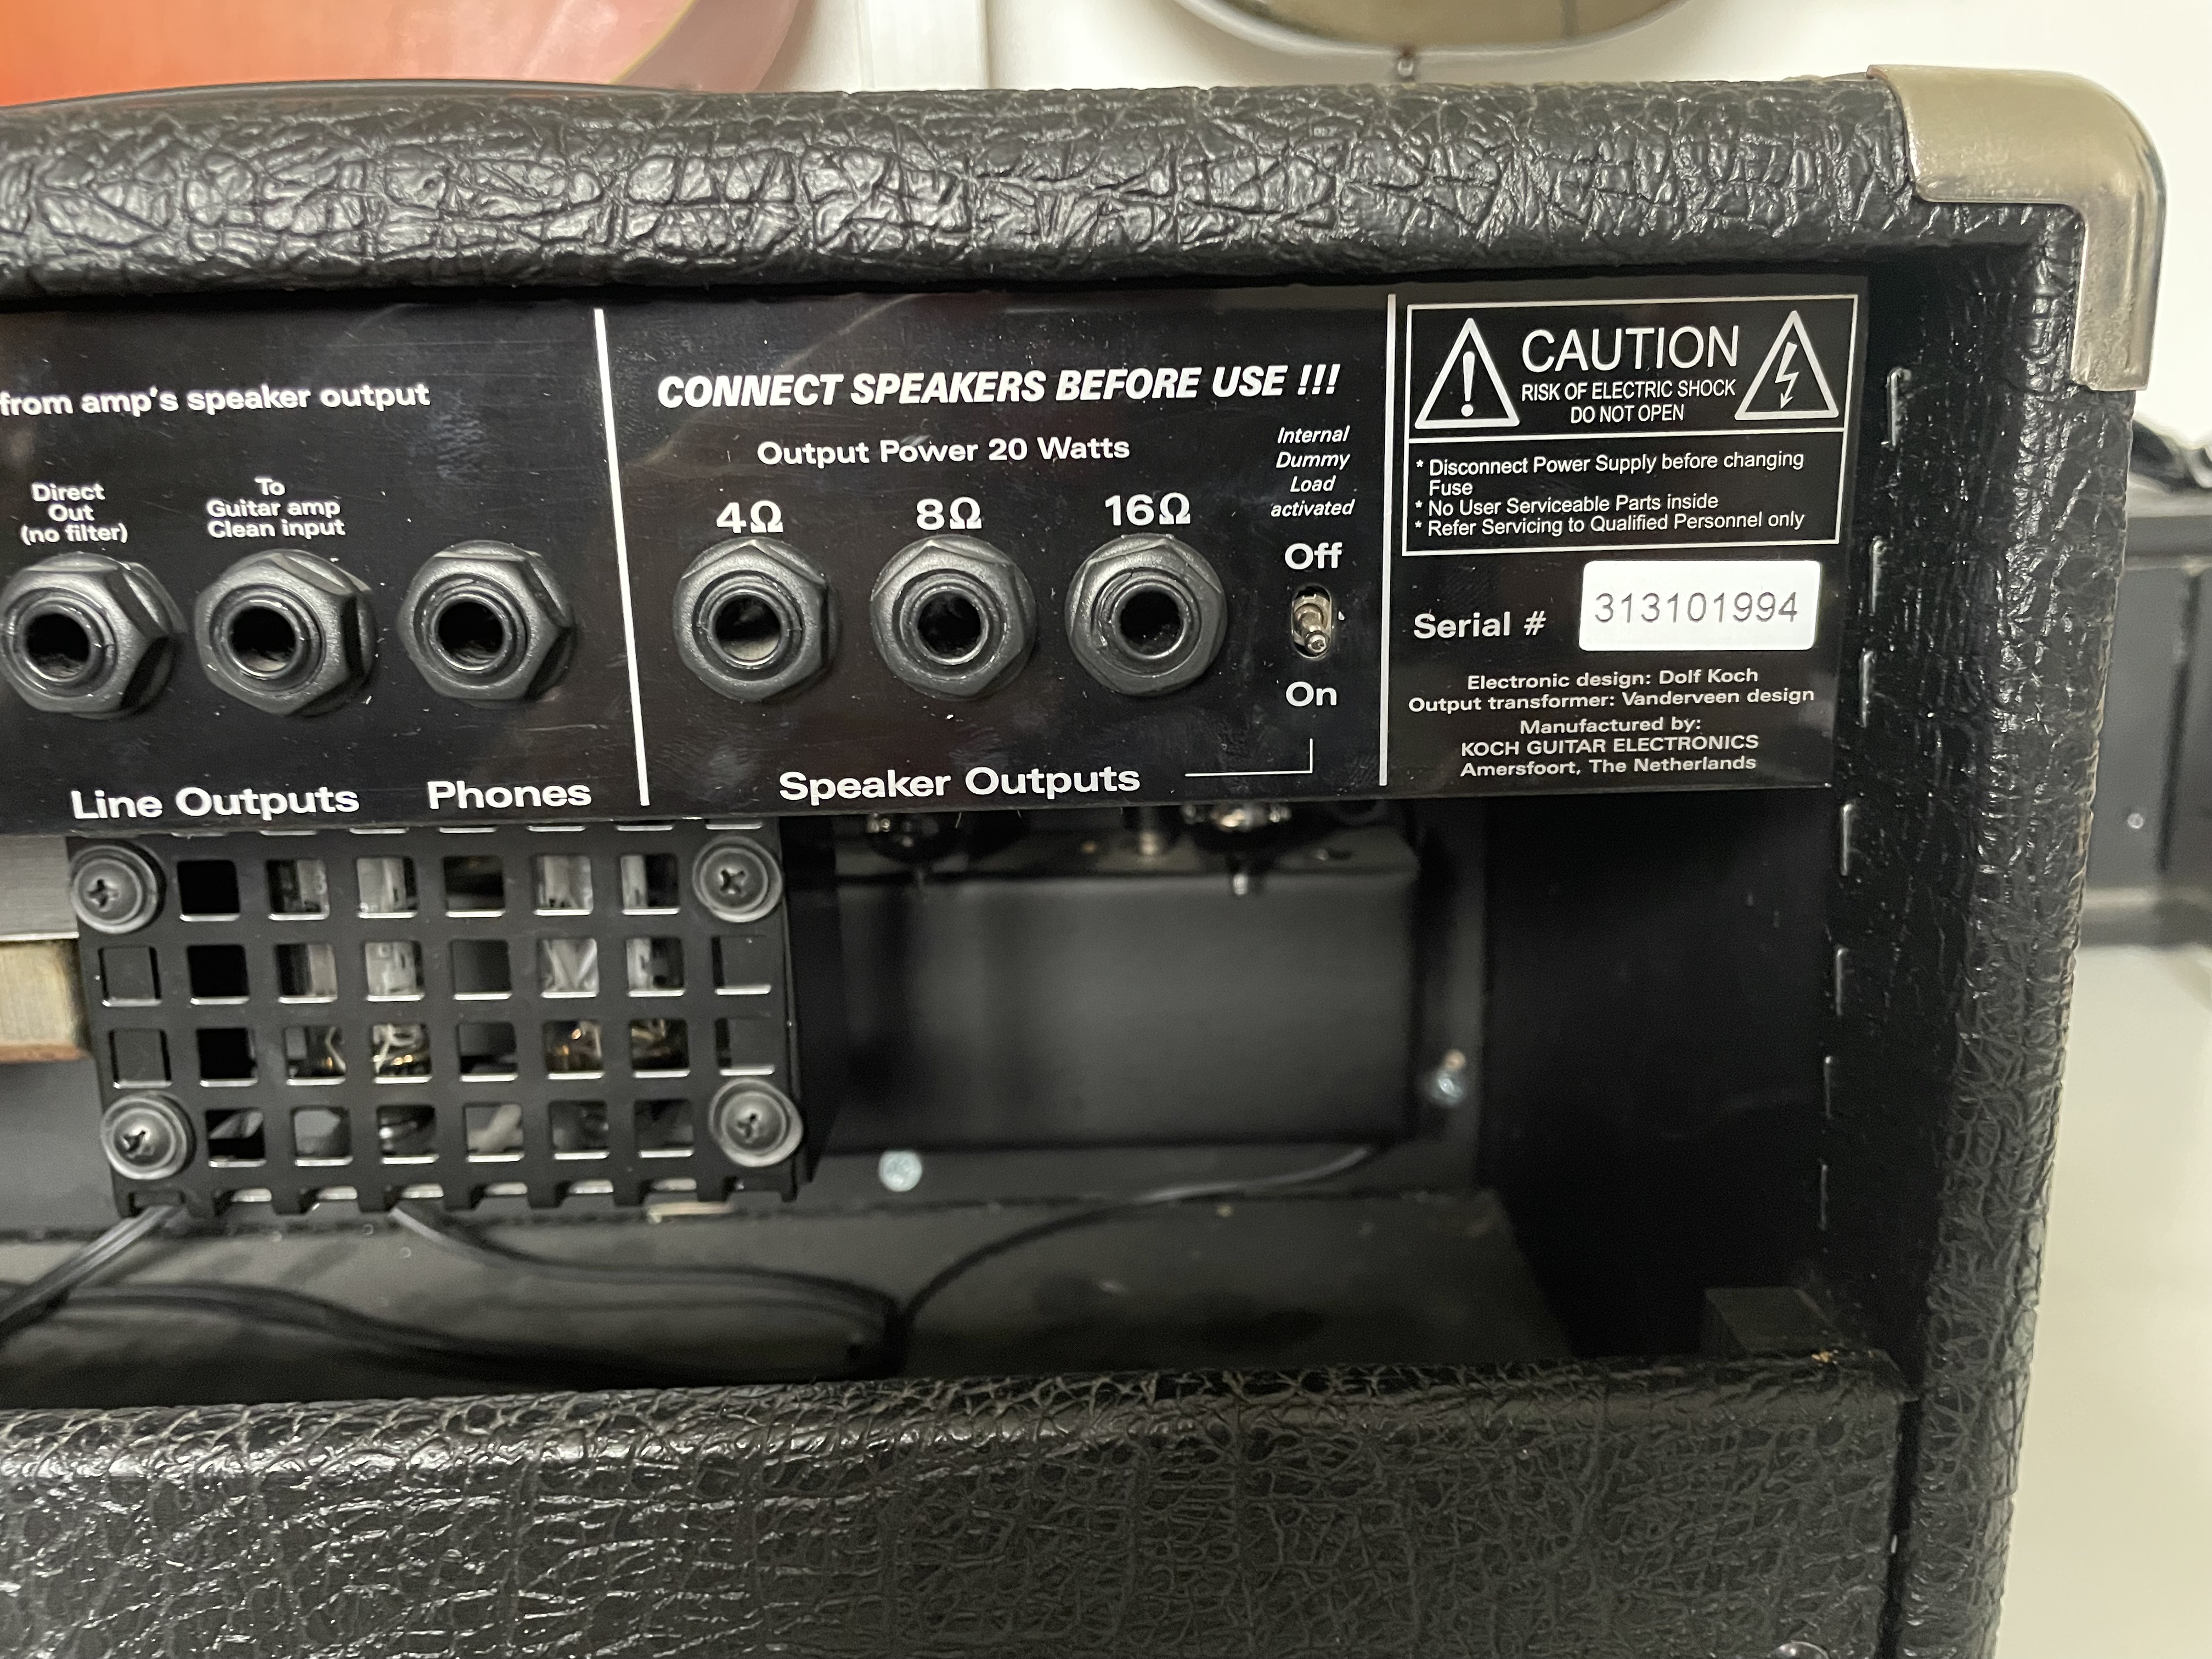 from amp's speaker output
Direct
Out
(no filter)
To
Guitar amp
Clean input
Line Outputs
Phones
CONNECT SPEAKERS BEFORE USE !!!
Output Power 20 Watts
4Ω
8Ω
16Ω
Internal
Dummy
Load
activated
Off
On
Speaker Outputs
CAUTION
RISK OF ELECTRIC SHOCK
DO NOT OPEN
* Disconnect Power Supply before changing
Fuse
* No User Serviceable Parts inside
* Refer Servicing to Qualified Personnel only
Serial # 313101994
Electronic design: Dolf Koch
Output transformer: Vanderveen design
Manufactured by:
KOCH GUITAR ELECTRONICS
Amersfoort, The Netherlands